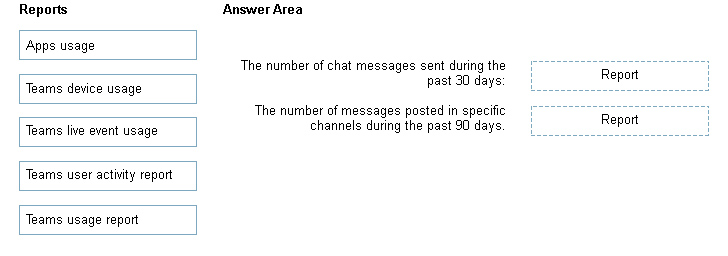 Reports
Answer Area
Apps usage
Teams device usage
Teams live event usage
Teams user activity report
Teams usage report
The number of chat messages sent during the
past 30 days:
Report
The number of messages posted in specific
channels during the past 90 days.
Report